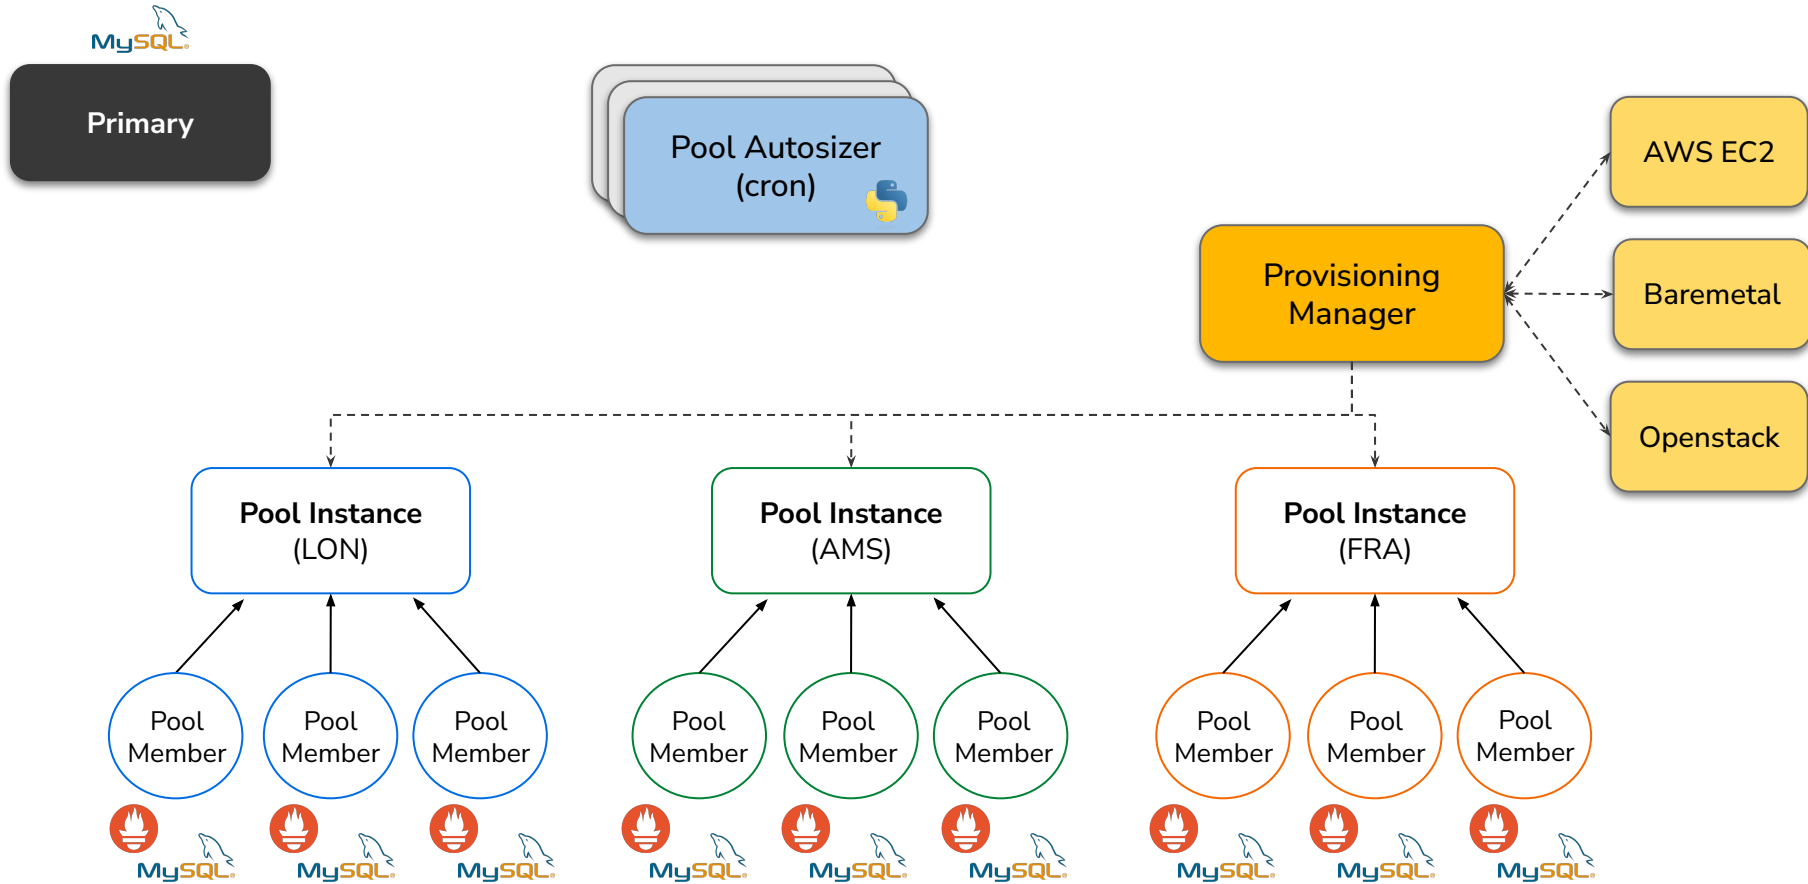 MySQL
Primary
Pool Autosizer
(cron)
AWS EC2
Provisioning
Manager
Baremetal
Openstack
Pool Instance
(LON)
Pool Instance
(AMS)
Pool Instance
(FRA)
Pool
Member
Pool
Member
Pool
Member
Pool
Member
Pool
Member
Pool
Member
Pool
Member
Pool
Member
Pool
Member
MySQL
MySQL
MySQL
MySQL
MySQL
MySQL
MySQL
MySQL
MySQL